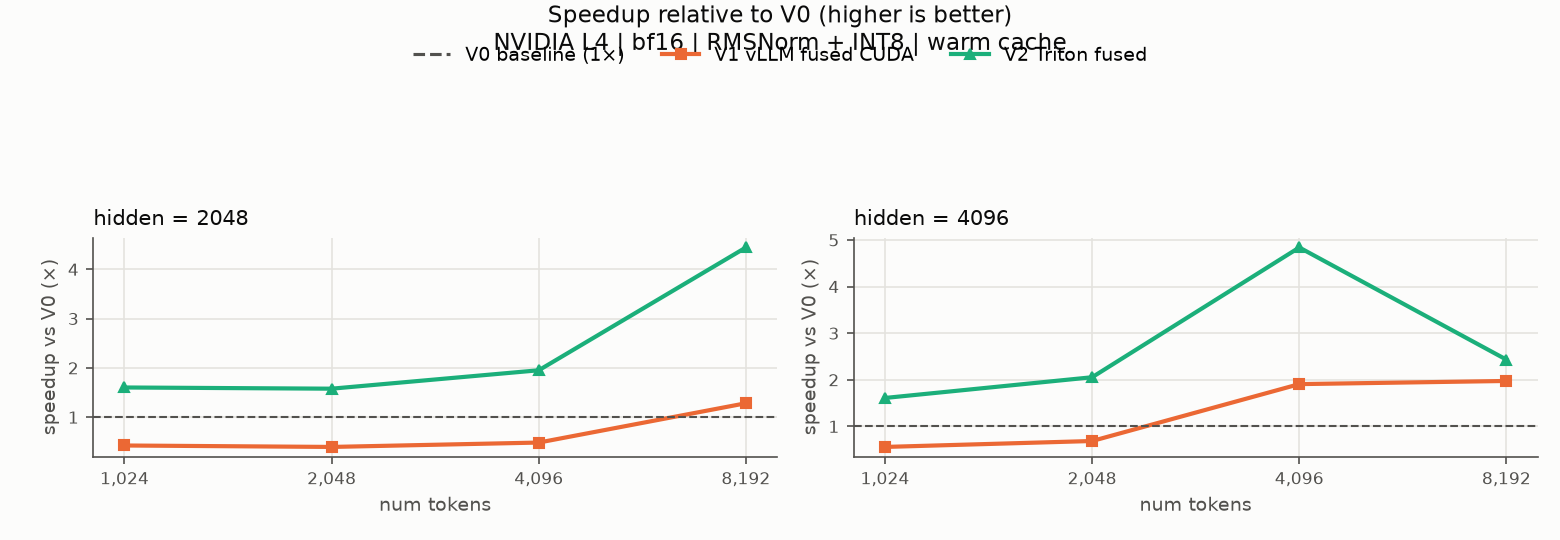 Speedup relative to V0 (higher is better)
NVIDIA L4 | bf16 | RMSNorm + INT8 | warm cache
V0 baseline (1×) V1 vLLM fused CUDA V2 Triton fused
hidden = 2048
speedup vs V0 (×)
4
3
2
1
1,024 2,048 4,096 8,192
num tokens
hidden = 4096
speedup vs V0 (×)
5
4
3
2
1
1,024 2,048 4,096 8,192
num tokens